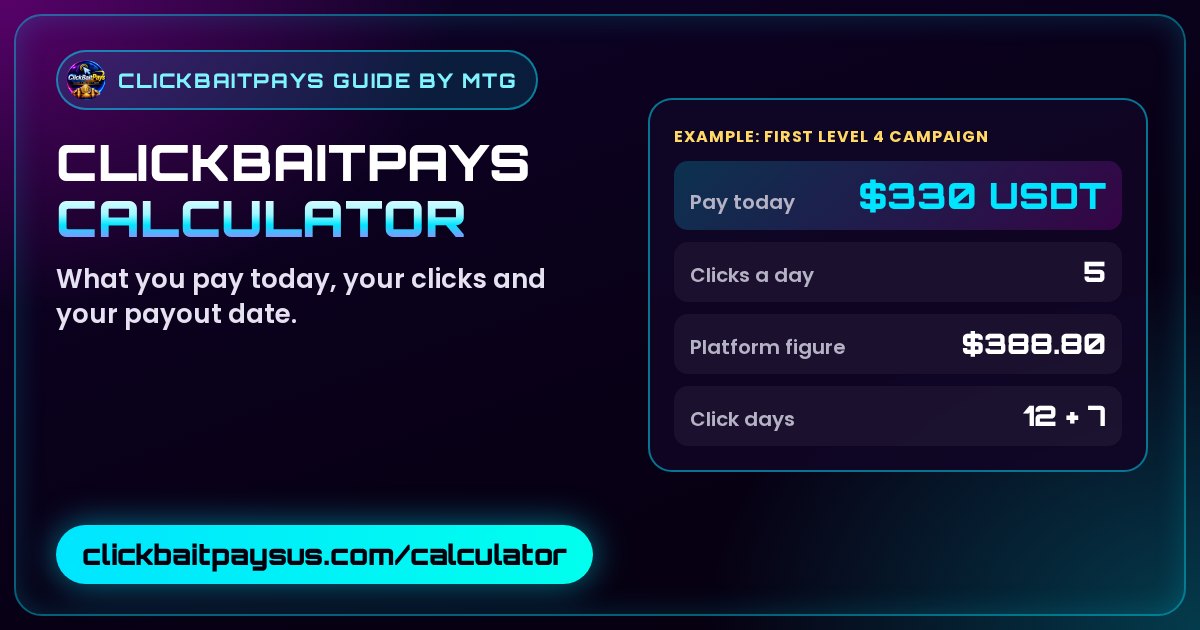 ClickBaitPays
CLICKBAITPAYS GUIDE BY MTG
CLICKBAITPAYS
CALCULATOR
What you pay today, your clicks and
your payout date.
EXAMPLE: FIRST LEVEL 4 CAMPAIGN
Pay today $330 USDT
Clicks a day 5
Platform figure $388.80
Click days 12 + 7
clickbaitpaysus.com/calculator